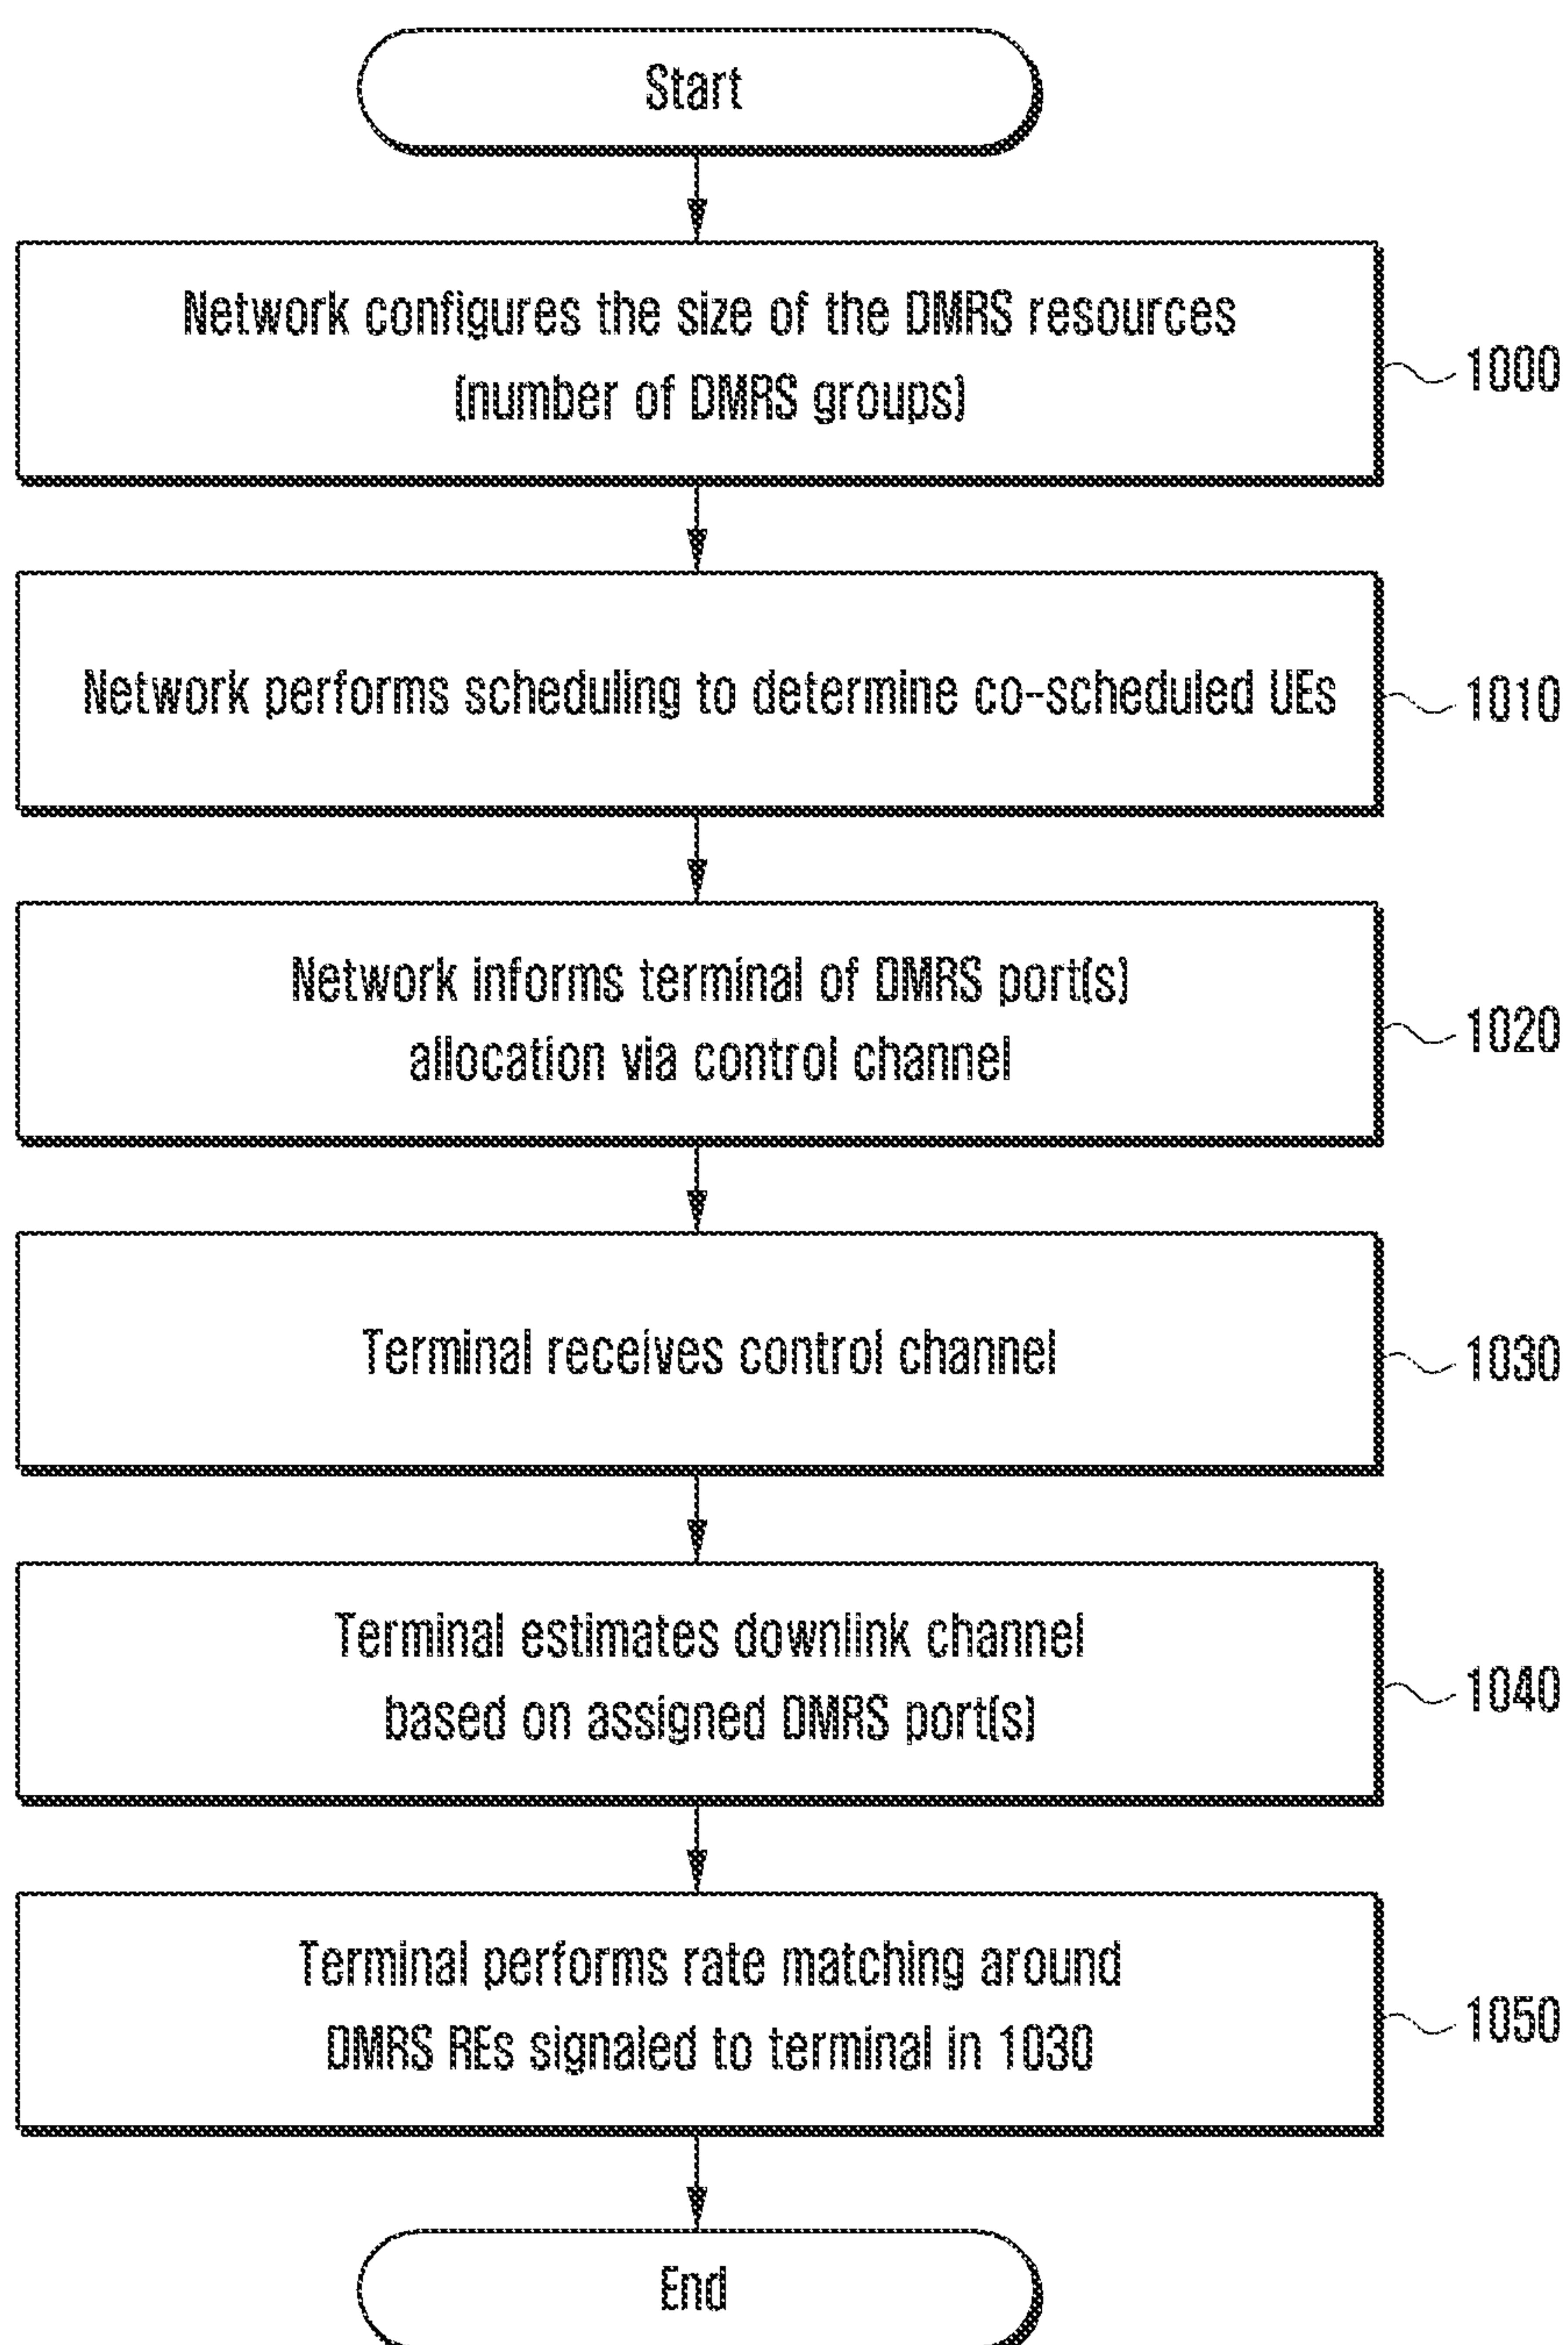 Start
Network configures the size of the DMRS resources
(number of DMRS groups)
1000
Network performs scheduling to determine co-scheduled UEs
1010
Network informs terminal of DMRS port(s)
allocation via control channel
1020
Terminal receives control channel
1030
Terminal estimates downlink channel
based on assigned DMRS port(s)
1040
Terminal performs rate matching around
DMRS REs signaled to terminal in 1030
1050
End